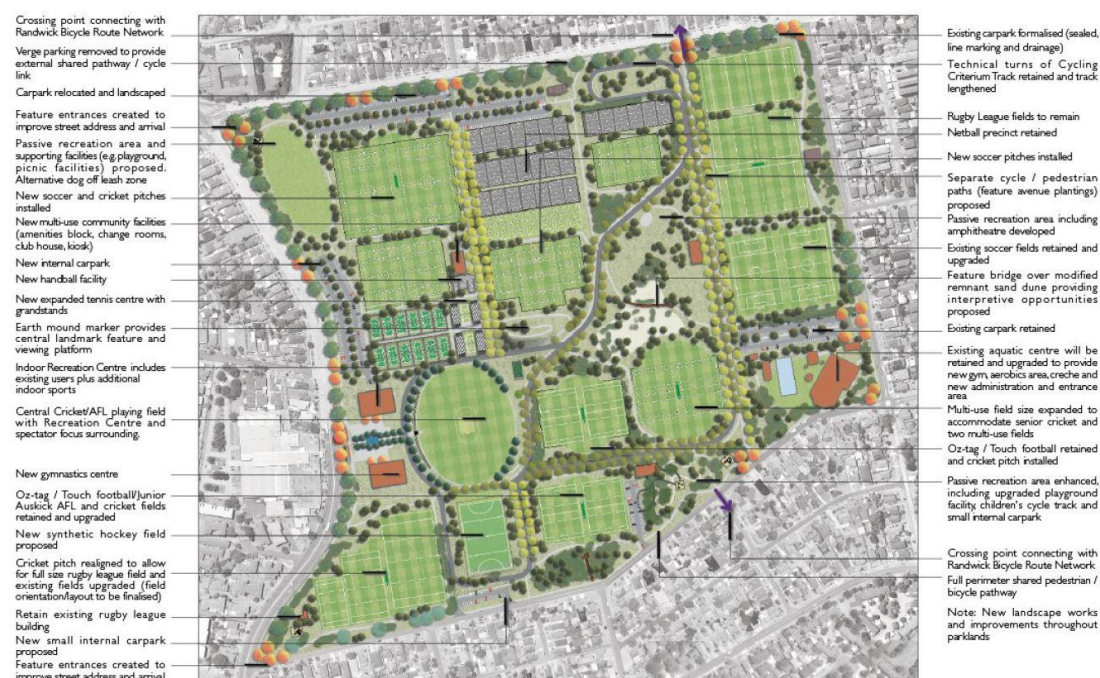 Crossing point connecting with
Randwick Bicycle Route Network
Verge parking removed to provide
external shared pathway / cycle
link
Carpark relocated and landscaped
Feature entrances created to
improve street address and arrival
Passive recreation area and
supporting facilities (e.g. playground,
picnic facilities) proposed.
Alternative dog off leash zone
New soccer and cricket pitches
installed
New multi-use community facilities
(amenities block, change rooms,
club house, kiosk)
New internal carpark
New handball facility
New expanded tennis centre with
grandstands
Earth mound marker provides
central landmark feature and
viewing platform
Indoor Recreation Centre includes
existing users plus additional
indoor sports
Central Cricket/AFL playing field
with Recreation Centre and
spectator focus surrounding.
New gymnastics centre
Oz-tag / Touch football/Junior
Auskick AFL and cricket fields
retained and upgraded
New synthetic hockey field
proposed
Cricket pitch realigned to allow
for full size rugby league field and
existing fields upgraded (field
orientation/layout to be finalised)
Retain existing rugby league
building
New small internal carpark
proposed
Feature entrances created to
improve street address and arrival
Existing carpark formalised (sealed,
line marking and drainage)
Technical turns of Cycling
Criterium Track retained and track
lengthened
Rugby League fields to remain
Netball precinct retained
New soccer pitches installed
Separate cycle / pedestrian
paths (feature avenue plantings)
proposed
Passive recreation area including
amphitheatre developed
Existing soccer fields retained and
upgraded
Feature bridge over modified
remnant sand dune providing
interpretive opportunities
proposed
Existing carpark retained
Existing aquatic centre will be
retained and upgraded to provide
new gym, aerobics area, creche and
new administration and entrance
area
Multi-use field size expanded to
accommodate senior cricket and
two multi-use fields
Oz-tag / Touch football retained
and cricket pitch installed
Passive recreation area enhanced,
including upgraded playground
facility, children's cycle track and
small internal carpark
Crossing point connecting with
Randwick Bicycle Route Network
Full perimeter shared pedestrian /
bicycle pathway
Note: New landscape works
and improvements throughout
parklands